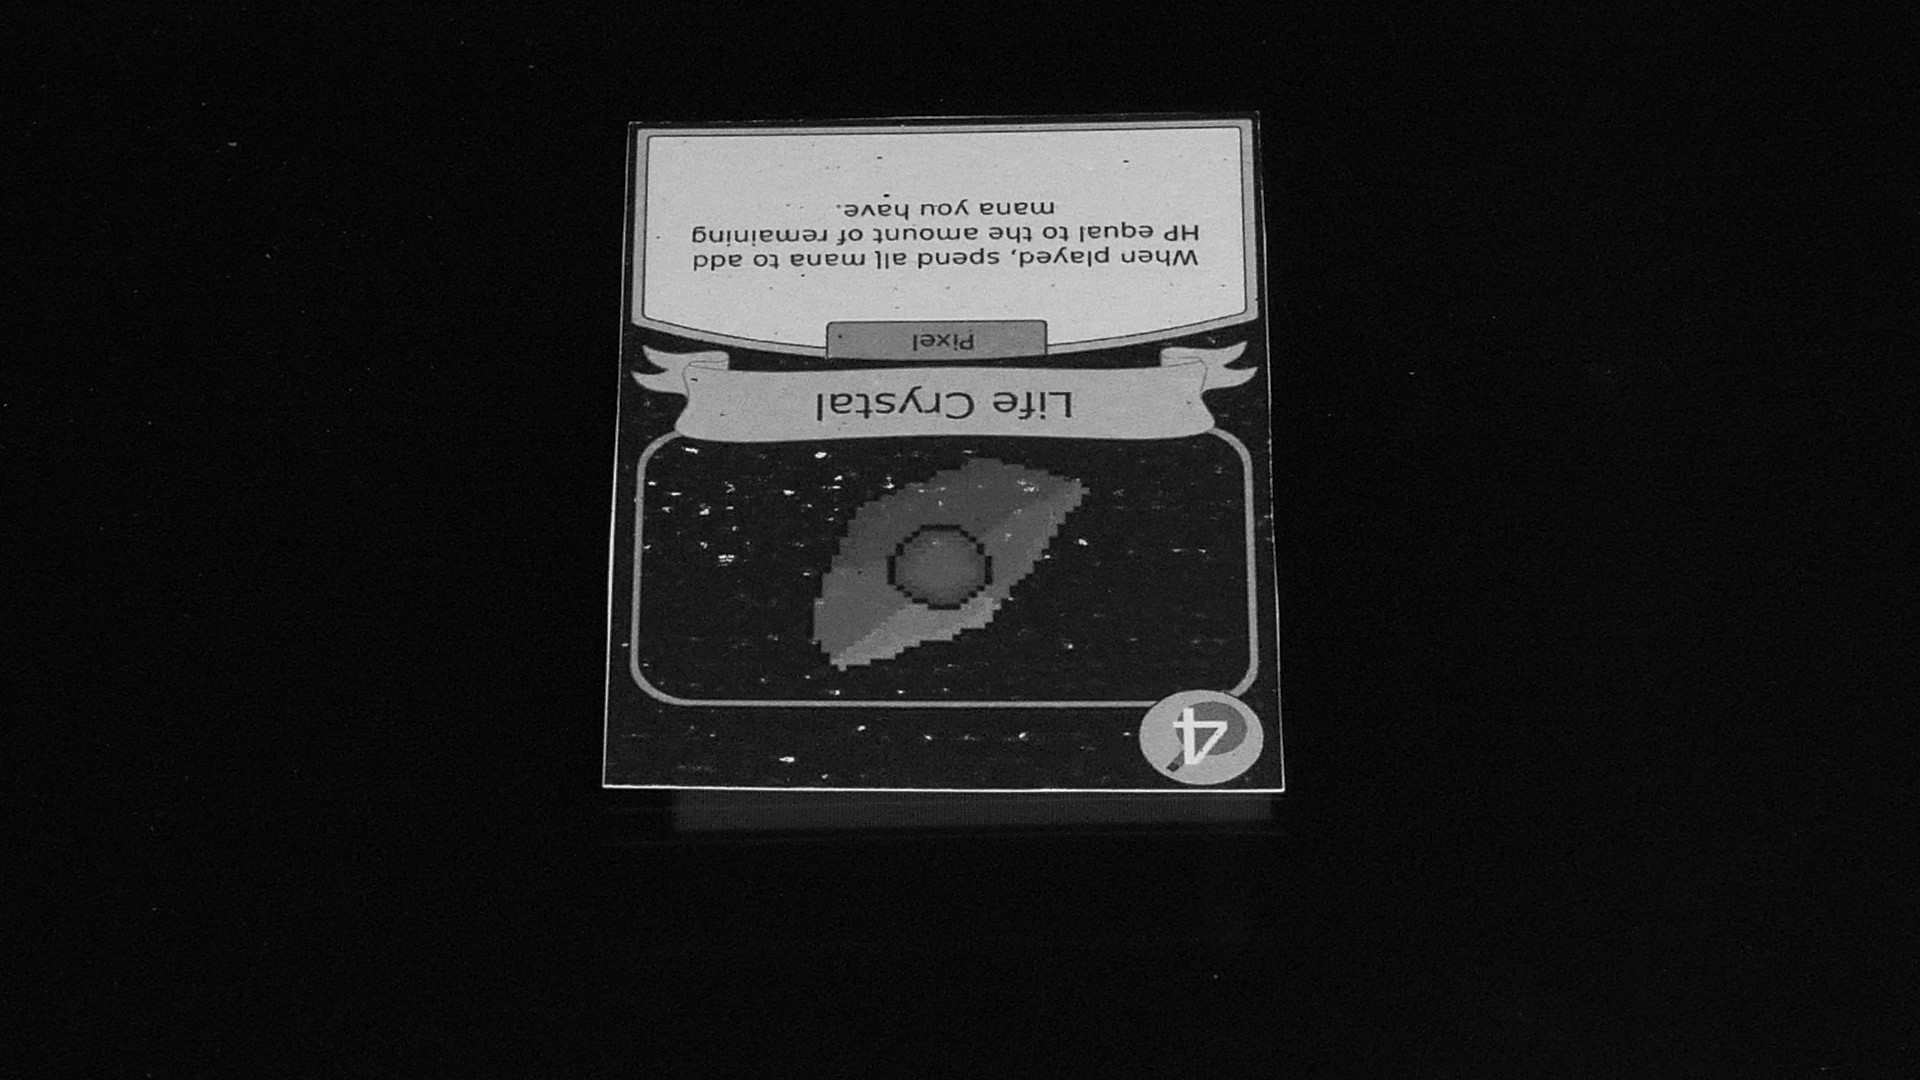 4
Life Crystal
Pixel
When played, spend all mana to add
HP equal to the amount of remaining
mana you have.